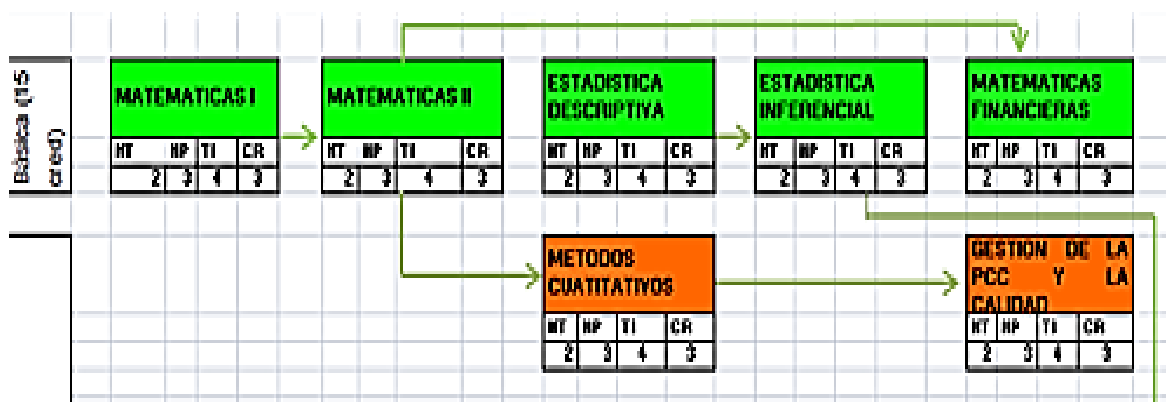 Básica (15
cred)
MATEMATICAS I
HT HP TI CR
2 3 4 3
MATEMATICAS II
HT HP TI CR
2 3 4 3
ESTADISTICA
DESCRIPTIVA
HT HP TI CR
2 3 4 3
ESTADISTICA
INFERENCIAL
HT HP TI CR
2 3 4 3
MATEMATICAS
FINANCIERAS
HT HP TI CR
2 3 4 3
METODOS
CUATITATIVOS
HT HP TI CR
2 3 4 3
GESTION DE LA
PCC Y LA
CALIDAD
HT HP TI CR
2 3 4 3